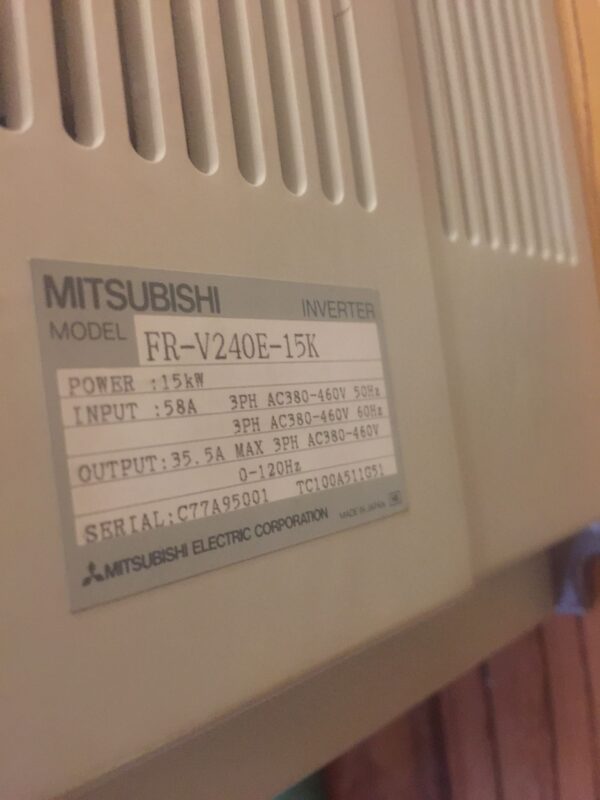 MITSUBISHI
INVERTER
MODEL FR-V240E-15K
POWER :15kW
INPUT :58A 3PH AC380-460V 50Hz
3PH AC380-460V 60Hz
OUTPUT:35.5A MAX 3PH AC380-460V
0-120Hz
SERIAL:C77A95001 TC100A511G51
MITSUBISHI ELECTRIC CORPORATION MADE IN JAPAN